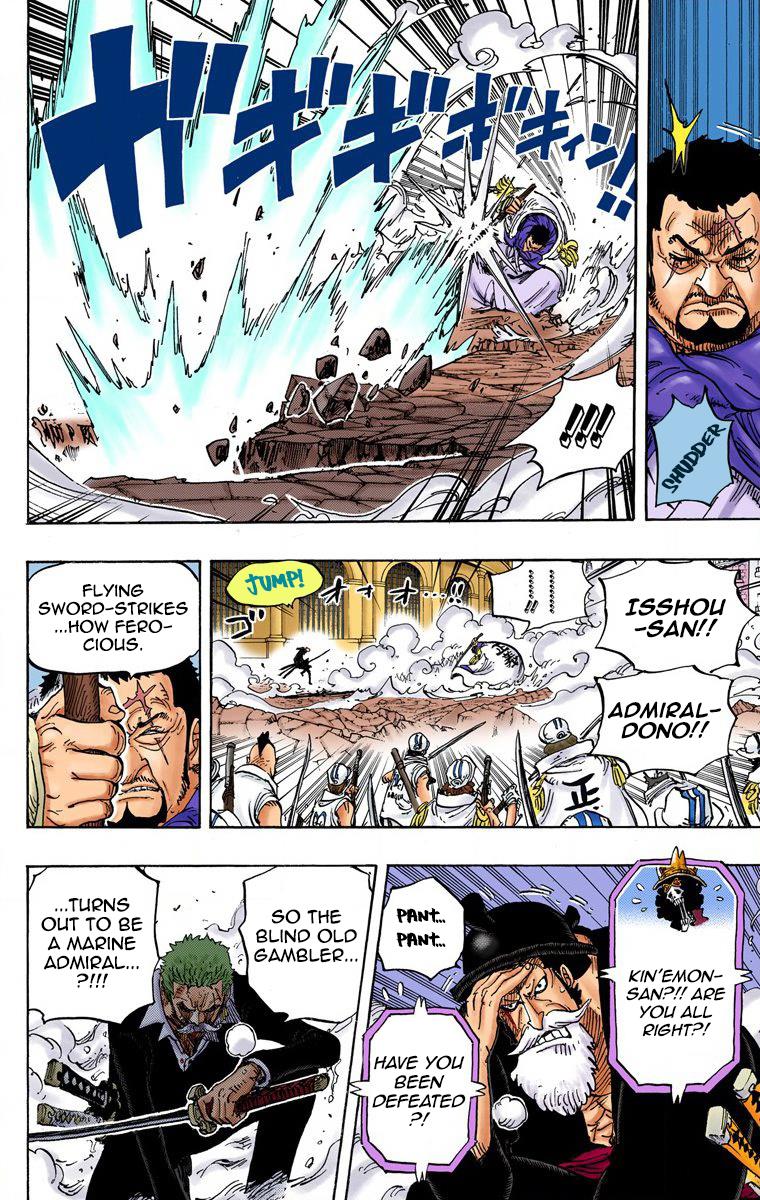 SHUDDER
ガギギギギィン!!
!!!!
ISSHOU
-SAN!!
ADMIRAL-
DONO!!
!!!!
JUMP!
ゴオオオ…!!
正
FLYING
SWORD-STRIKES
...HOW FERO-
CIOUS.
KIN'EMON-
SAN?!! ARE
YOU ALL
RIGHT?!
PANT...
PANT...
HAVE YOU
BEEN
DEFEATED
?!
SO THE
BLIND OLD
GAMBLER...
...TURNS
OUT TO BE
A MARINE
ADMIRAL...
?!!!